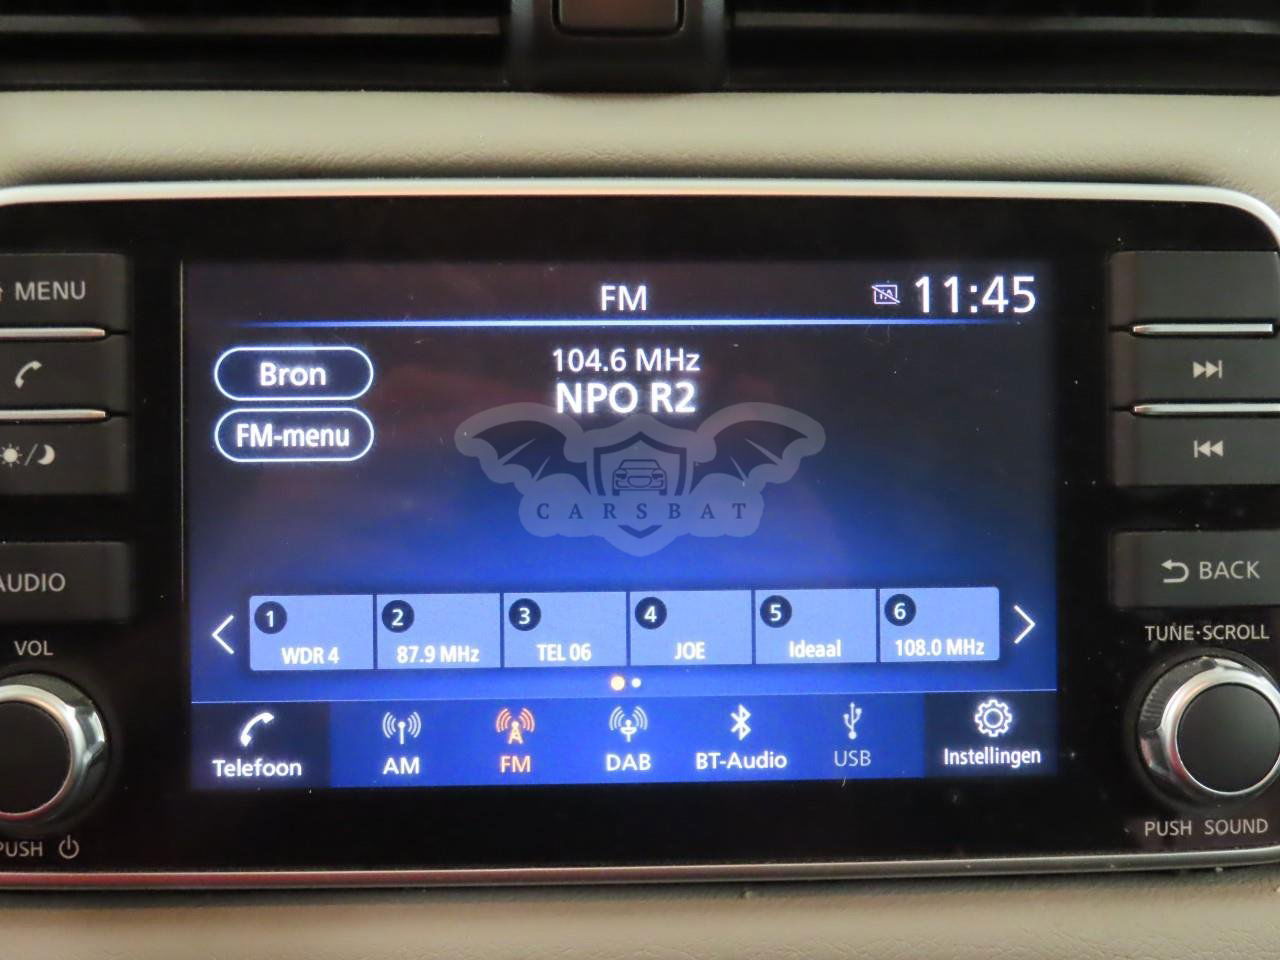 MENU
FM
TA
11:45
Bron
104.6 MHz
NPO R2
FM-menu
CARSBAT
AUDIO
BACK
VOL
TUNE·SCROLL
1
2
3
4
5
6
WDR 4
87.9 MHz
TEL 06
JOE
Ideaal
108.0 MHz
Telefoon
AM
FM
DAB
BT-Audio
USB
Instellingen
PUSH
PUSH SOUND